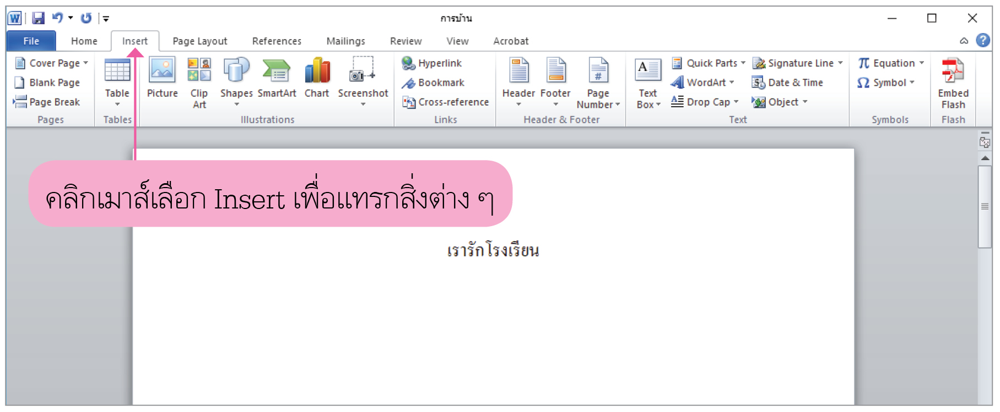 W
การบ้าน
File Home Insert Page Layout References Mailings Review View Acrobat
Cover Page
Blank Page
Page Break
Pages
Table
Tables
Picture
Clip
Art
Shapes
SmartArt
Chart
Screenshot
Illustrations
Hyperlink
Bookmark
Cross-reference
Links
Header
Footer
Page
Number
Header & Footer
Text
Box
Quick Parts
WordArt
Drop Cap
Signature Line
Date & Time
Object
Text
Equation
Symbol
Symbols
Embed
Flash
Flash
คลิกเมาส์เลือก Insert เพื่อแทรกสิ่งต่าง ๆ
เรารักโรงเรียน